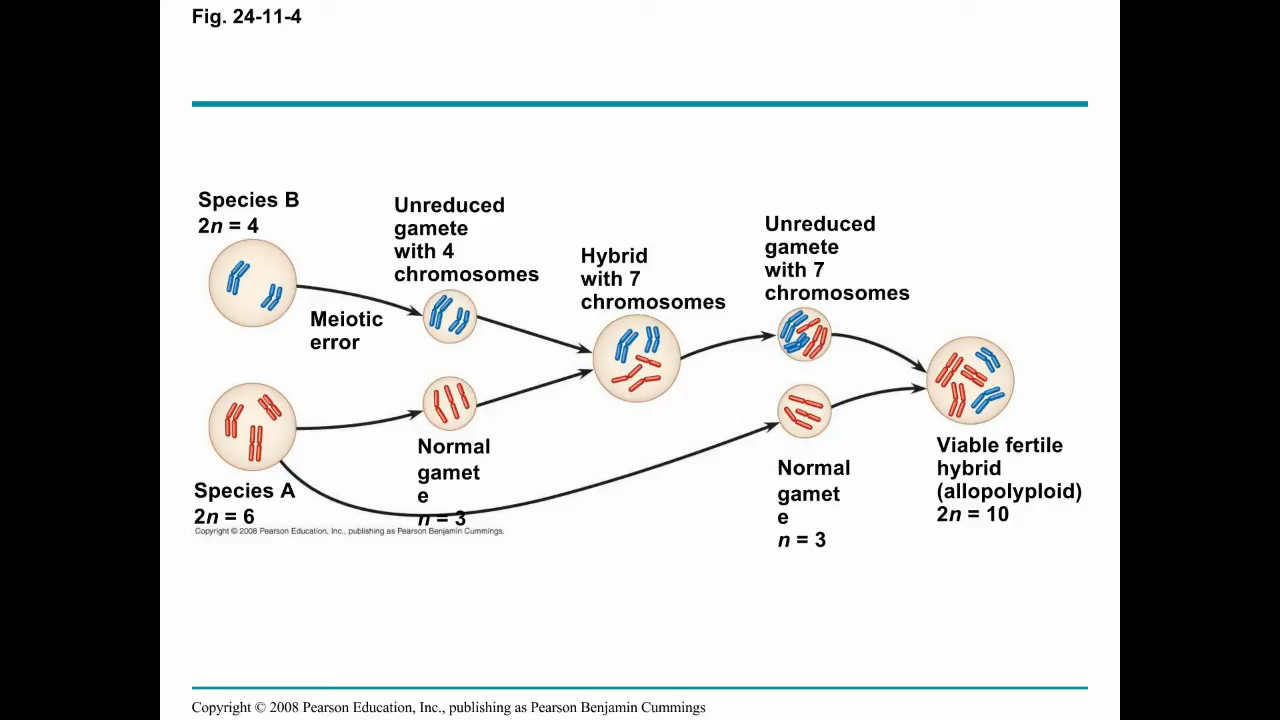 Fig. 24-11-4
Species B
2n = 4
Unreduced
gamete
with 4
chromosomes
Meiotic
error
Hybrid
with 7
chromosomes
Unreduced
gamete
with 7
chromosomes
Species A
2n = 6
Normal
gamet
e
n = 3
Normal
gamet
e
n = 3
Viable fertile
hybrid
(allopolyploid)
2n = 10
Copyright © 2008 Pearson Education, Inc., publishing as Pearson Benjamin Cummings.
Copyright © 2008 Pearson Education, Inc., publishing as Pearson Benjamin Cummings